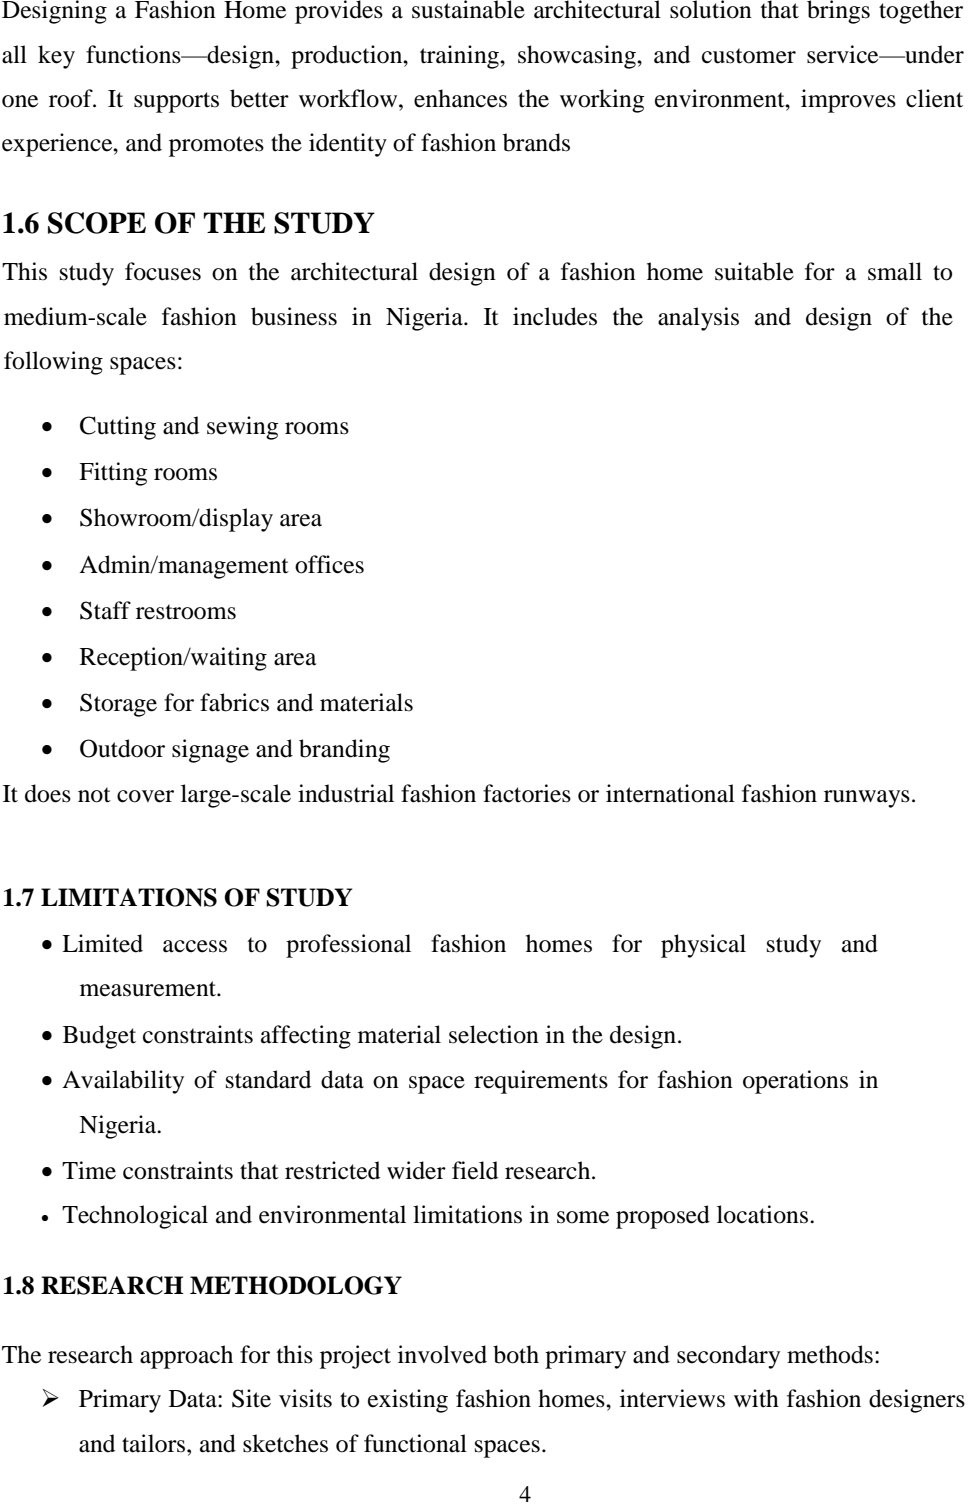 Designing a Fashion Home provides a sustainable architectural solution that brings together
all key functions—design, production, training, showcasing, and customer service—under
one roof. It supports better workflow, enhances the working environment, improves client
experience, and promotes the identity of fashion brands
1.6 SCOPE OF THE STUDY
This study focuses on the architectural design of a fashion home suitable for a small to
medium-scale fashion business in Nigeria. It includes the analysis and design of the
following spaces:
• Cutting and sewing rooms
• Fitting rooms
• Showroom/display area
• Admin/management offices
• Staff restrooms
• Reception/waiting area
• Storage for fabrics and materials
• Outdoor signage and branding
It does not cover large-scale industrial fashion factories or international fashion runways.
1.7 LIMITATIONS OF STUDY
• Limited access to professional fashion homes for physical study and
measurement.
• Budget constraints affecting material selection in the design.
• Availability of standard data on space requirements for fashion operations in
Nigeria.
• Time constraints that restricted wider field research.
• Technological and environmental limitations in some proposed locations.
1.8 RESEARCH METHODOLOGY
The research approach for this project involved both primary and secondary methods:
➢ Primary Data: Site visits to existing fashion homes, interviews with fashion designers
and tailors, and sketches of functional spaces.
4